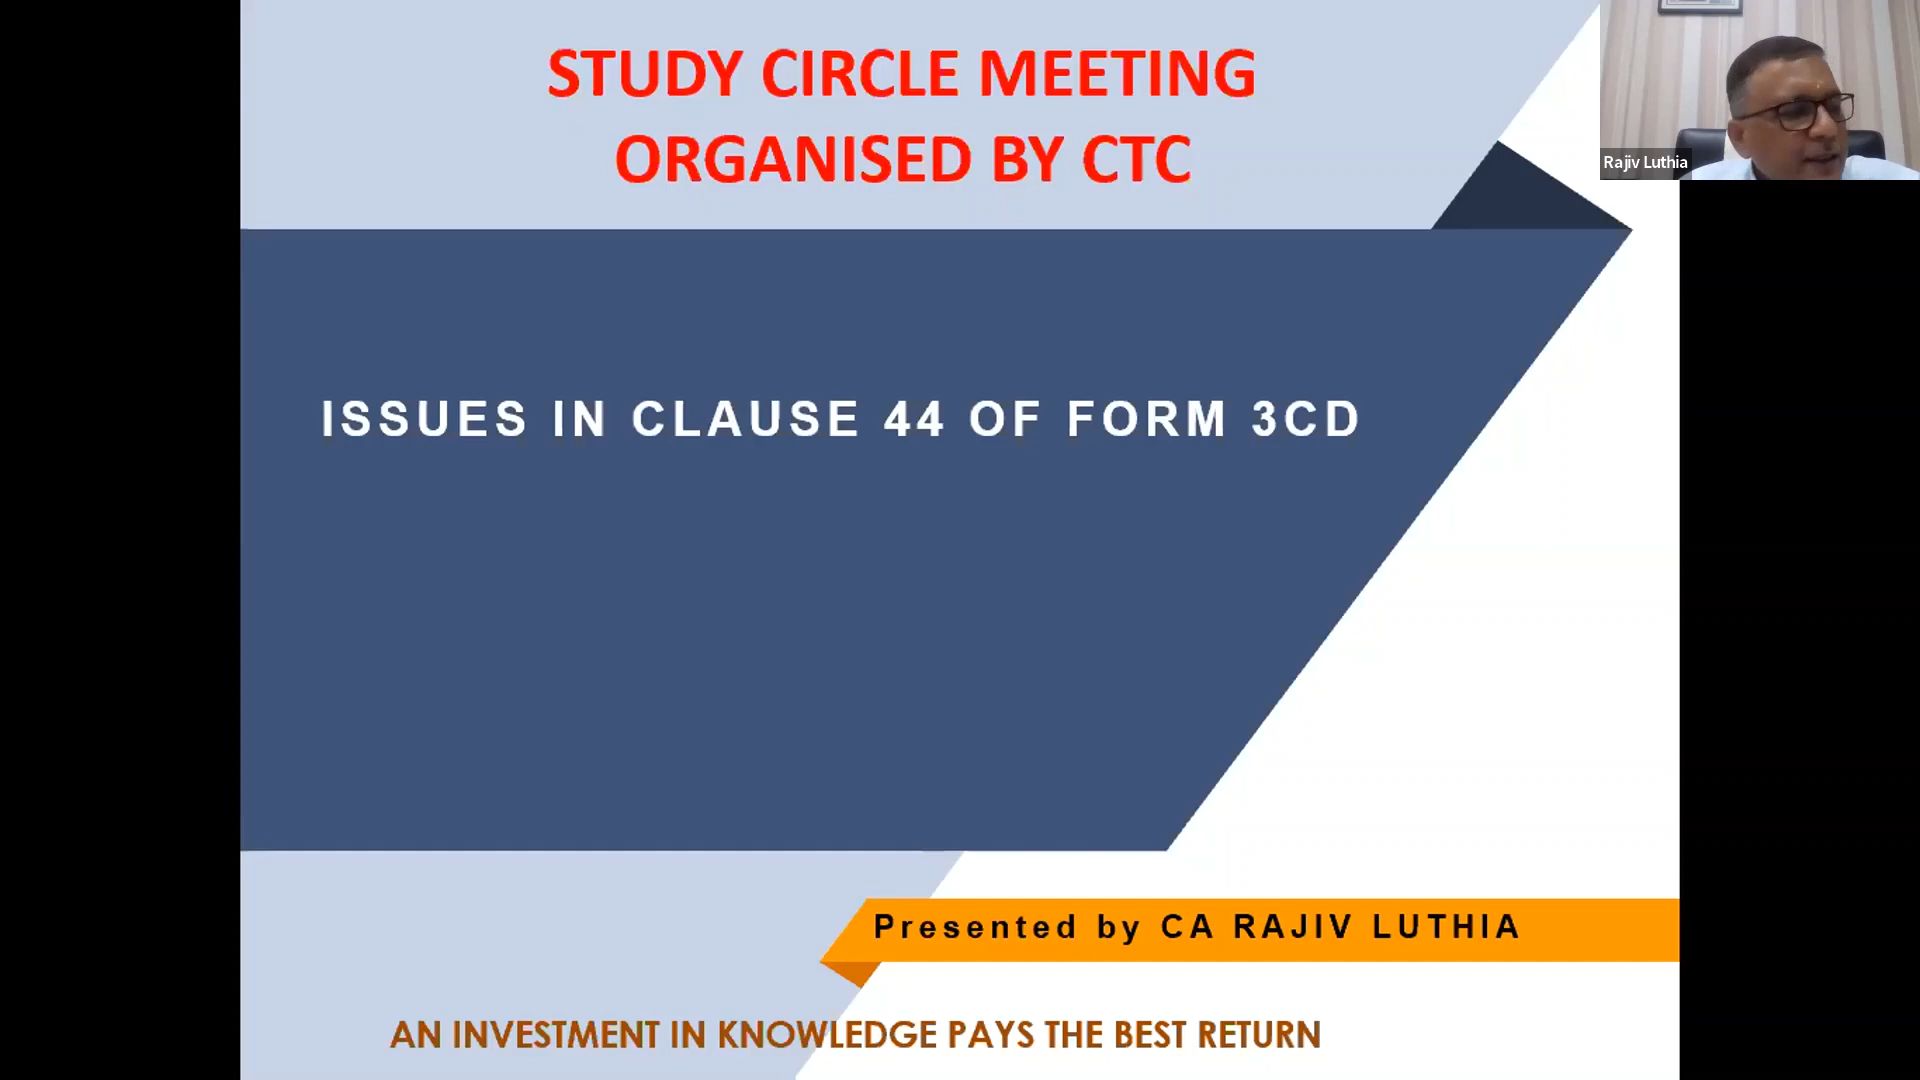 STUDY CIRCLE MEETING
ORGANISED BY CTC
Rajiv Luthia
ISSUES IN CLAUSE 44 OF FORM 3CD
Presented by CA RAJIV LUTHIA
AN INVESTMENT IN KNOWLEDGE PAYS THE BEST RETURN